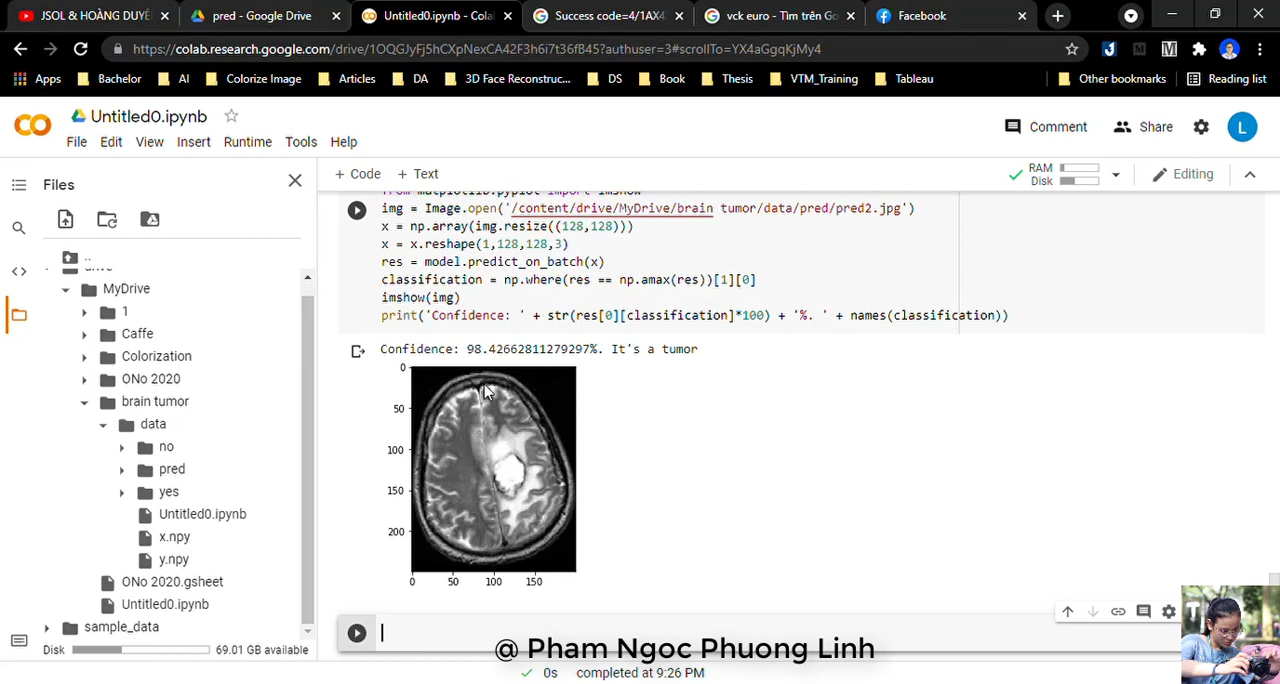 JSOL & HOÀNG DUYÊN
pred - Google Drive
Untitled0.ipynb - Cola
Success code=4/1AX4
vck euro - Tìm trên Go
Facebook
https://colab.research.google.com/drive/1OQGJyFj5hCXpNexCA42F3h6i7t36fB45?authuser=3#scrollTo=YX4aGgqKjMy4
Apps
Bachelor
AI
Colorize Image
Articles
DA
3D Face Reconstruc...
DS
Book
Thesis
VTM_Training
Tableau
Other bookmarks
Reading list
CO
Untitled0.ipynb
File Edit View Insert Runtime Tools Help
Comment
Share
L
Files
+ Code + Text
RAM
Disk
Editing
..
drive
MyDrive
1
Caffe
Colorization
ONo 2020
brain tumor
data
no
pred
yes
Untitled0.ipynb
x.npy
y.npy
ONo 2020.gsheet
Untitled0.ipynb
sample_data
Disk
69.01 GB available
from matplotlib.pyplot import imshow
img = Image.open('/content/drive/MyDrive/brain tumor/data/pred/pred2.jpg')
x = np.array(img.resize((128,128)))
x = x.reshape(1,128,128,3)
res = model.predict_on_batch(x)
classification = np.where(res == np.amax(res))[1][0]
imshow(img)
print('Confidence: ' + str(res[0][classification]*100) + '%. ' + names(classification))
Confidence: 98.42662811279297%. It's a tumor
0
50
100
150
200
0 50 100 150
@ Pham Ngoc Phuong Linh
0s completed at 9:26 PM